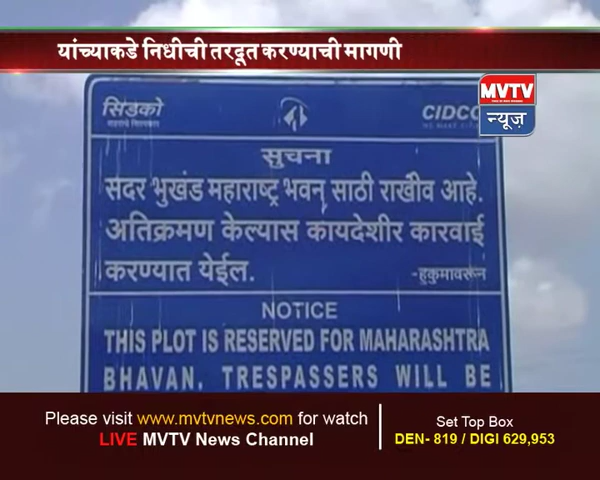 यांच्याकडे निधीची तरदूत करण्याची मागणी
MVTV
न्यूज़
सिडको
CIDCO
सुचना
सदर भुखंड महाराष्ट्र भवन साठी राखीव आहे.
अतिक्रमण केल्यास कायदेशीर कारवाई
करण्यात येईल.
-हुकुमावरून
NOTICE
THIS PLOT IS RESERVED FOR MAHARASHTRA
BHAVAN. TRESPASSERS WILL BE
Please visit www.mvtvnews.com for watch
LIVE MVTV News Channel
Set Top Box
DEN- 819 / DIGI 629,953